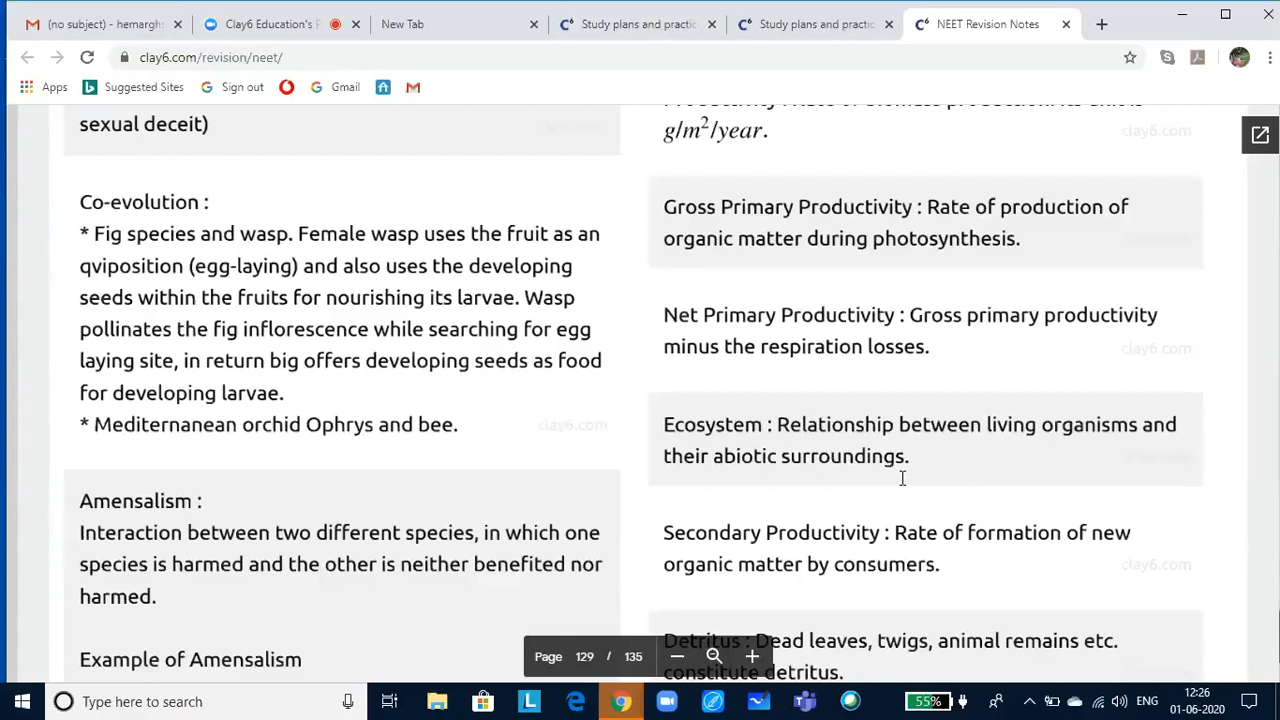 (no subject) - hemarghs
Clay6 Education's P
New Tab
Study plans and practic
Study plans and practic
NEET Revision Notes
clay6.com/revision/neet/
Apps
Suggested Sites
Sign out
Gmail
sexual deceit)
Co-evolution :
* Fig species and wasp. Female wasp uses the fruit as an
qviposition (egg-laying) and also uses the developing
seeds within the fruits for nourishing its larvae. Wasp
pollinates the fig inflorescence while searching for egg
laying site, in return big offers developing seeds as food
for developing larvae.
* Mediternanean orchid Ophrys and bee.
clay6.com
Amensalism :
Interaction between two different species, in which one
species is harmed and the other is neither benefited nor
harmed.
Example of Amensalism
g/m²/year.
clay6.com
Gross Primary Productivity : Rate of production of
organic matter during photosynthesis.
Net Primary Productivity : Gross primary productivity
minus the respiration losses.
clay6.com
Ecosystem : Relationship between living organisms and
their abiotic surroundings.
Secondary Productivity : Rate of formation of new
organic matter by consumers.
clay6.com
Detritus : Dead leaves, twigs, animal remains etc.
constitute detritus.
Page 129 / 135
Type here to search
55%
ENG
12:26
01-06-2020